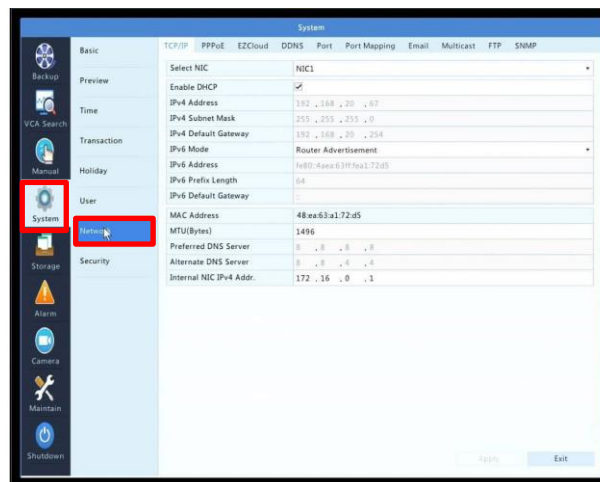 System
TCP/IP PPPoE EZCloud DDNS Port Port Mapping Email Multicast FTP SNMP
Backup
VCA Search
Manual
System
Storage
Alarm
Camera
Maintain
Shutdown
Basic
Preview
Time
Transaction
Holiday
User
Network
Security
Select NIC NIC1
Enable DHCP
IPv4 Address 192 . 168 . 20 . 67
IPv4 Subnet Mask 255 . 255 . 255 . 0
IPv4 Default Gateway 192 . 168 . 20 . 254
IPv6 Mode Router Advertisement
IPv6 Address fe80::4aea:63ff:fea1:72d5
IPv6 Prefix Length 64
IPv6 Default Gateway ::
MAC Address 48:ea:63:a1:72:d5
MTU(Bytes) 1496
Preferred DNS Server 8 . 8 . 8 . 8
Alternate DNS Server 8 . 8 . 4 . 4
Internal NIC IPv4 Addr. 172 . 16 . 0 . 1
Apply Exit